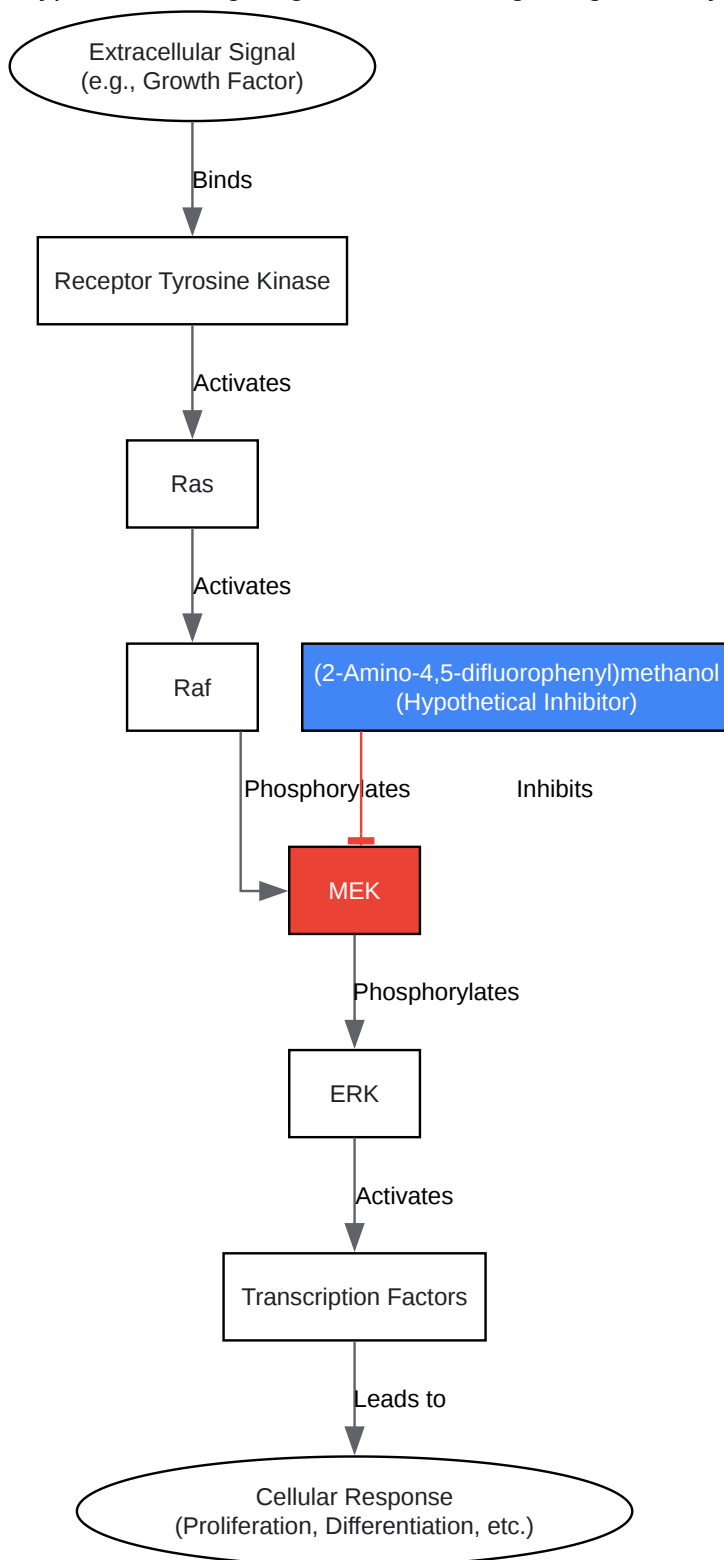 Extracellular Signal
(e.g., Growth Factor)
Binds
Receptor Tyrosine Kinase
Activates
Ras
Activates
Raf
(2-Amino-4,5-difluorophenyl)methanol
(Hypothetical Inhibitor)
Phosphorylates
Inhibits
MEK
Phosphorylates
ERK
Activates
Transcription Factors
Leads to
Cellular Response
(Proliferation, Differentiation, etc.)